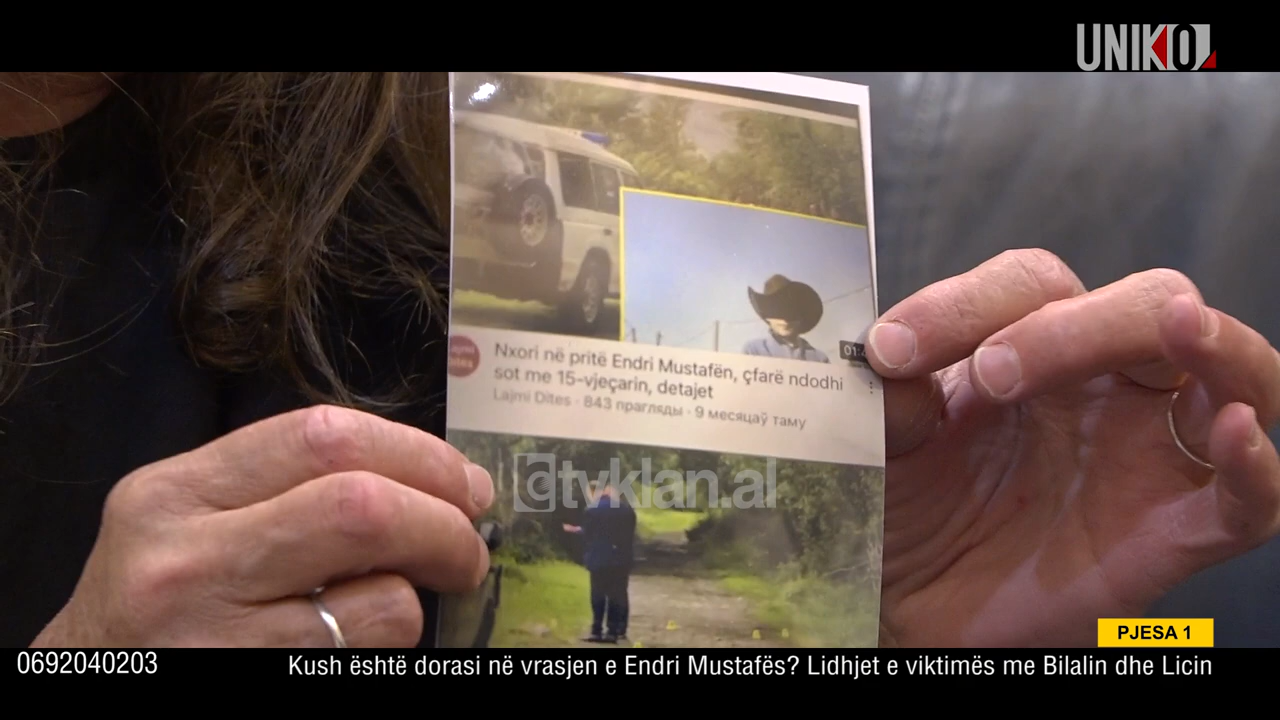 UNIKO
01:
Nxori në pritë Endri Mustafën, çfarë ndodhi
sot me 15-vjeçarin, detajet
Lajmi Dites · 843 прагляды · 9 месяцаў таму
©tvklan.al
PJESA 1
0692040203
Kush është dorasi në vrasjen e Endri Mustafës? Lidhjet e viktimës me Bilalin dhe Licin